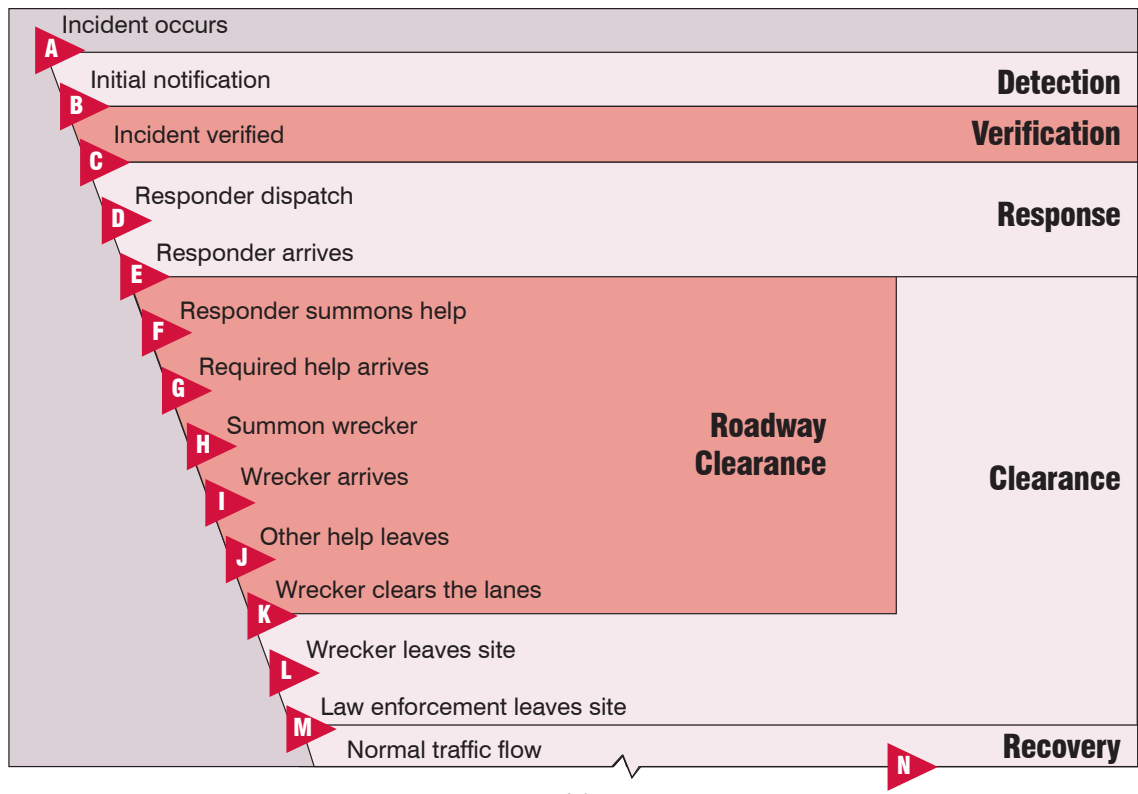 Incident occurs
A
Initial notification
Detection
B
Incident verified
Verification
C
Responder dispatch
D
Response
Responder arrives
E
Responder summons help
F
Required help arrives
G
Summon wrecker
H
Roadway
Clearance
Wrecker arrives
Clearance
I
Other help leaves
J
Wrecker clears the lanes
K
Wrecker leaves site
L
Law enforcement leaves site
M
Normal traffic flow
Recovery
N